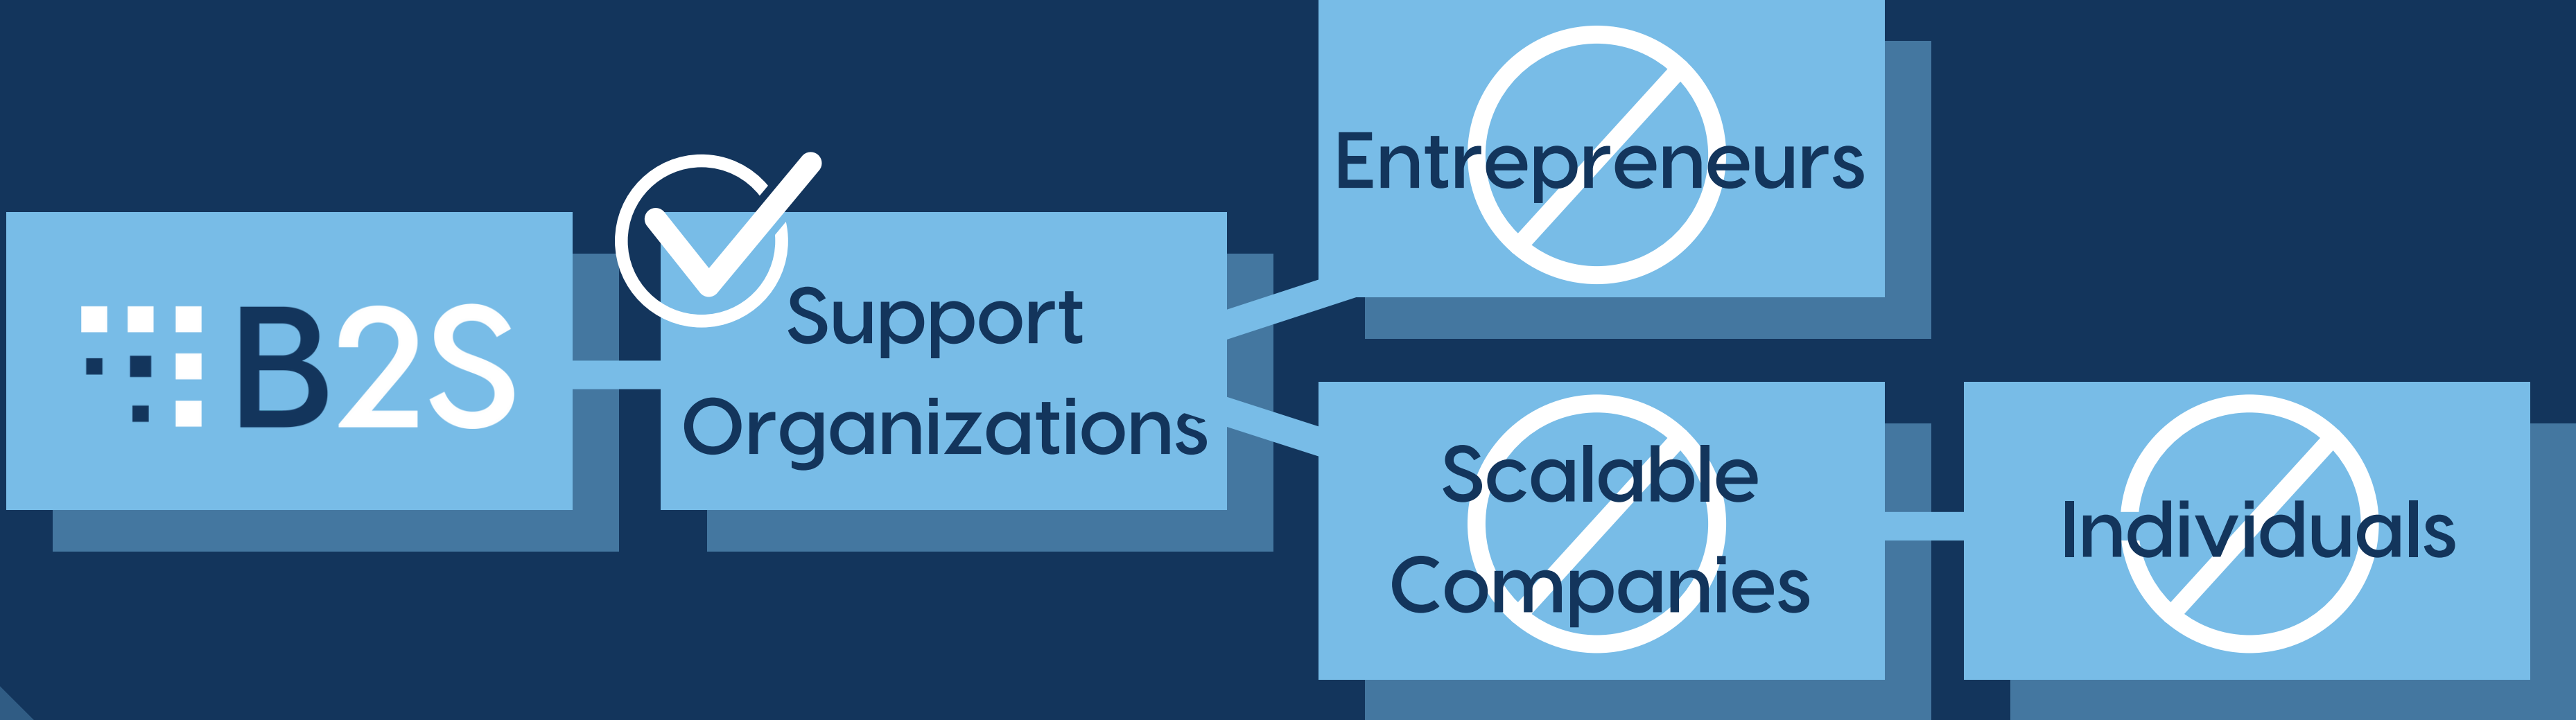 B2S
Support
Organizations
Entrepreneurs
Scalable
Companies
Individuals